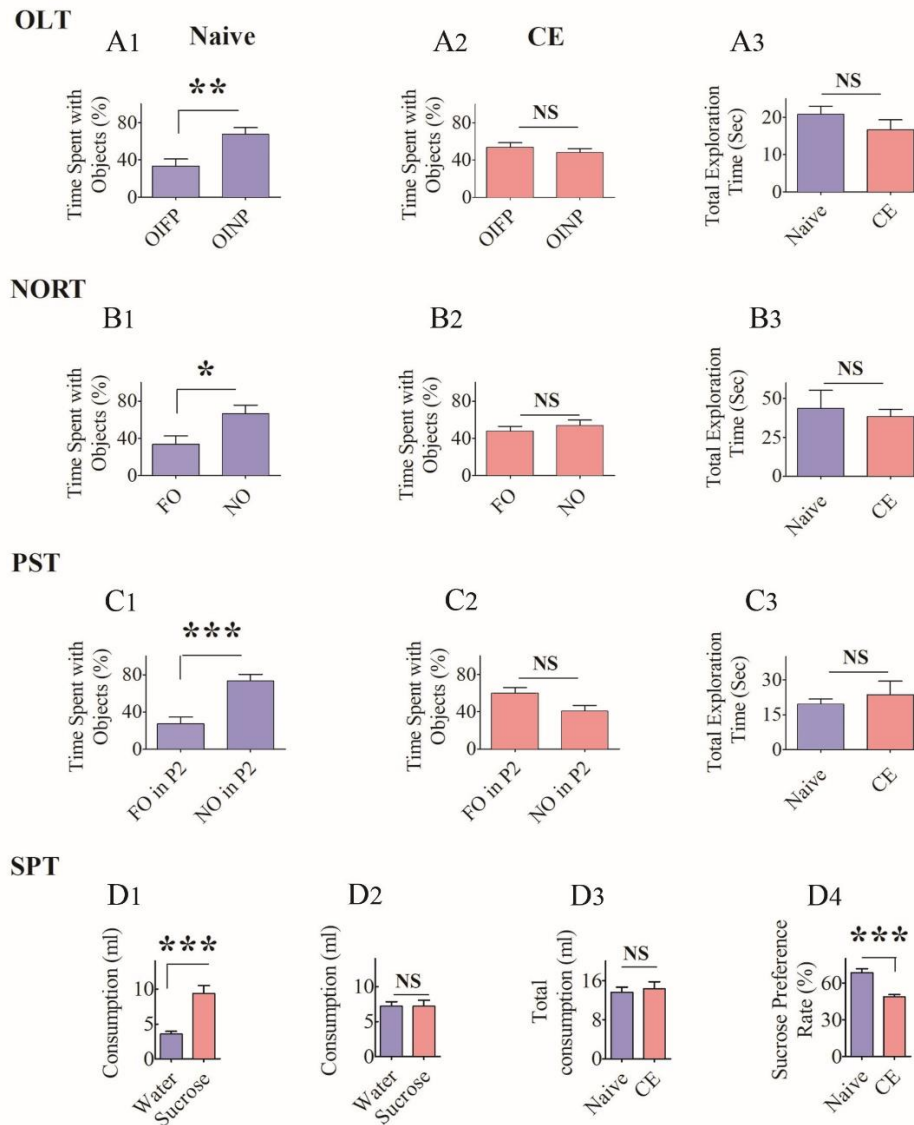 OLT
A1 Naive
A2 CE
A3
Time Spent with
Objects (%)
**
80
40
0
OIFP
OINP
Time Spent with
Objects (%)
NS
80
40
0
OIFP
OINP
Total Exploration
Time (Sec)
NS
20
10
0
Naive
CE
NORT
B1
B2
B3
Time Spent with
Objects (%)
*
80
40
0
FO
NO
Time Spent with
Objects (%)
NS
80
40
0
FO
NO
Total Exploration
Time (Sec)
NS
50
25
0
Naive
CE
PST
C1
C2
C3
Time Spent with
Objects (%)
***
80
40
0
FO in P2
NO in P2
Time Spent with
Objects (%)
NS
80
40
0
FO in P2
NO in P2
Total Exploration
Time (Sec)
NS
30
15
0
Naive
CE
SPT
D1
D2
D3
D4
Consumption (ml)
***
10
5
0
Water
Sucrose
Consumption (ml)
NS
10
5
0
Water
Sucrose
Total
consumption (ml)
NS
16
8
0
Naive
CE
Sucrose Preference
Rate (%)
***
60
30
0
Naive
CE